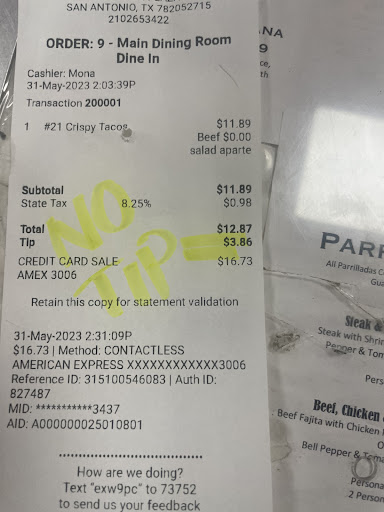 SAN ANTONIO, TX 782052715
2102653422
ORDER: 9 - Main Dining Room
Dine In
Cashier: Mona
31-May-2023 2:03:39P
Transaction 200001
1 #21 Crispy Tacos $11.89
Beef $0.00
salad aparte
Subtotal $11.89
State Tax 8.25% $0.98
Total $12.87
Tip $3.86
CREDIT CARD SALE $16.73
AMEX 3006
NO
TIP
Retain this copy for statement validation
31-May-2023 2:31:09P
$16.73 | Method: CONTACTLESS
AMERICAN EXPRESS XXXXXXXXXXXX3006
Reference ID: 315100546083 | Auth ID:
827487
MID: **********3437
AID: A000000025010801
How are we doing?
Text "exw9pc" to 73752
to send us your feedback
NA
9
ce,
th
PARR
All Parrilladas C
Gua
Steak &
Steak with Shrim
Pepper & Tom
Pers
Beef, Chicken &
Beef Fajita with Chicken
Bell Pepper & Toma
Persona
2 Person